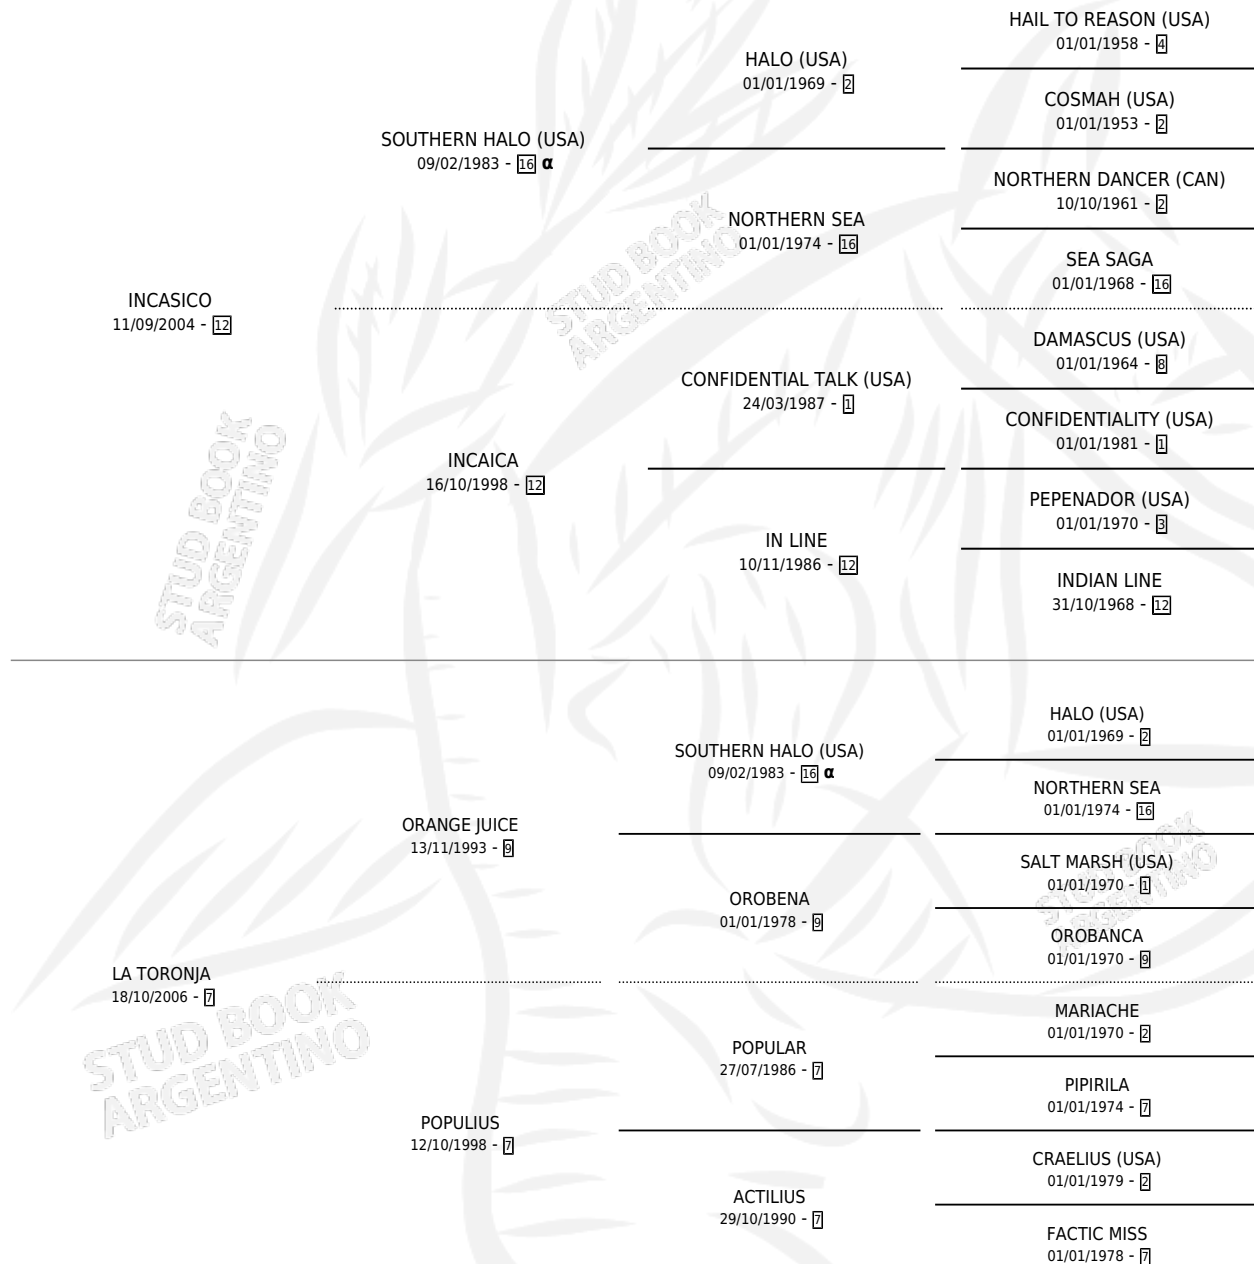 HAIL TO REASON (USA)
01/01/1958 - 4
HALO (USA)
01/01/1969 - 2
COSMAH (USA)
01/01/1953 - 2
SOUTHERN HALO (USA)
09/02/1983 - 16 α
NORTHERN DANCER (CAN)
10/10/1961 - 2
NORTHERN SEA
01/01/1974 - 16
SEA SAGA
01/01/1968 - 16
INCASICO
11/09/2004 - 12
DAMASCUS (USA)
01/01/1964 - 8
CONFIDENTIAL TALK (USA)
24/03/1987 - 1
CONFIDENTIALITY (USA)
01/01/1981 - 1
INCAICA
16/10/1998 - 12
PEPENADOR (USA)
01/01/1970 - 3
IN LINE
10/11/1986 - 12
INDIAN LINE
31/10/1968 - 12
STUD BOOK
ARGENTINO
STUD BOOK
ARGENTINO
HALO (USA)
01/01/1969 - 2
SOUTHERN HALO (USA)
09/02/1983 - 16 α
NORTHERN SEA
01/01/1974 - 16
ORANGE JUICE
13/11/1993 - 9
SALT MARSH (USA)
01/01/1970 - 1
OROBENA
01/01/1978 - 9
OROBANCA
01/01/1970 - 9
STUD BOOK
ARGENTINO
LA TORONJA
18/10/2006 - 7
MARIACHE
01/01/1970 - 2
POPULAR
27/07/1986 - 7
PIPIRILA
01/01/1974 - 7
POPULIUS
12/10/1998 - 7
CRAELIUS (USA)
01/01/1979 - 2
ACTILIUS
29/10/1990 - 7
FACTIC MISS
01/01/1978 - 7
STUD BOOK
ARGENTINO